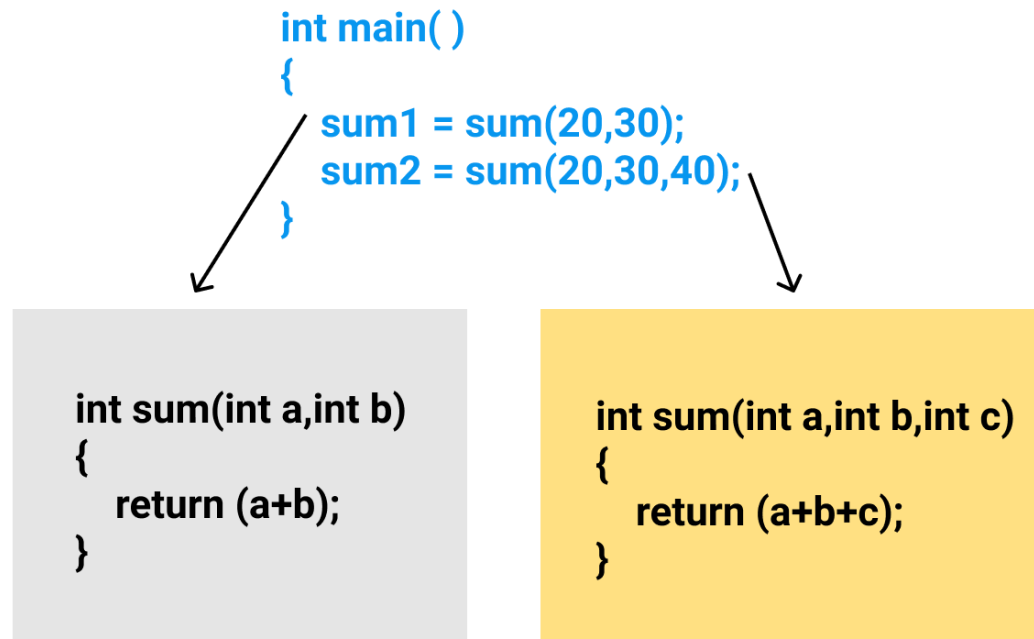 int main( )
{
sum1 = sum(20,30);
sum2 = sum(20,30,40);
}
int sum(int a,int b)
{
return (a+b);
}
int sum(int a,int b,int c)
{
return (a+b+c);
}